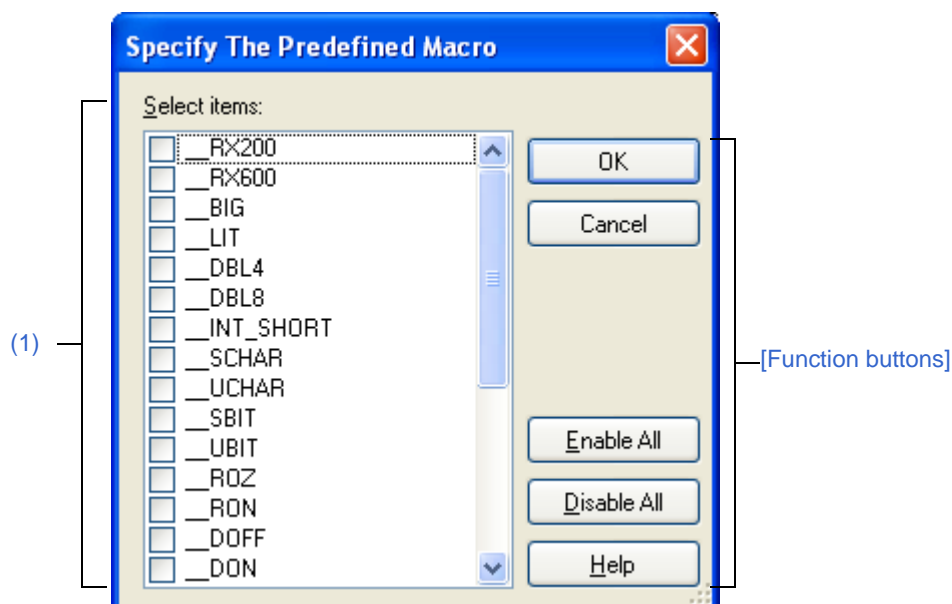 Specify The Predefined Macro
Select items:
__RX200
__RX600
__BIG
__LIT
__DBL4
__DBL8
__INT_SHORT
__SCHAR
__UCHAR
__SBIT
__UBIT
__ROZ
__RON
__DOFF
__DON
OK
Cancel
Enable All
Disable All
Help
(1)
[Function buttons]